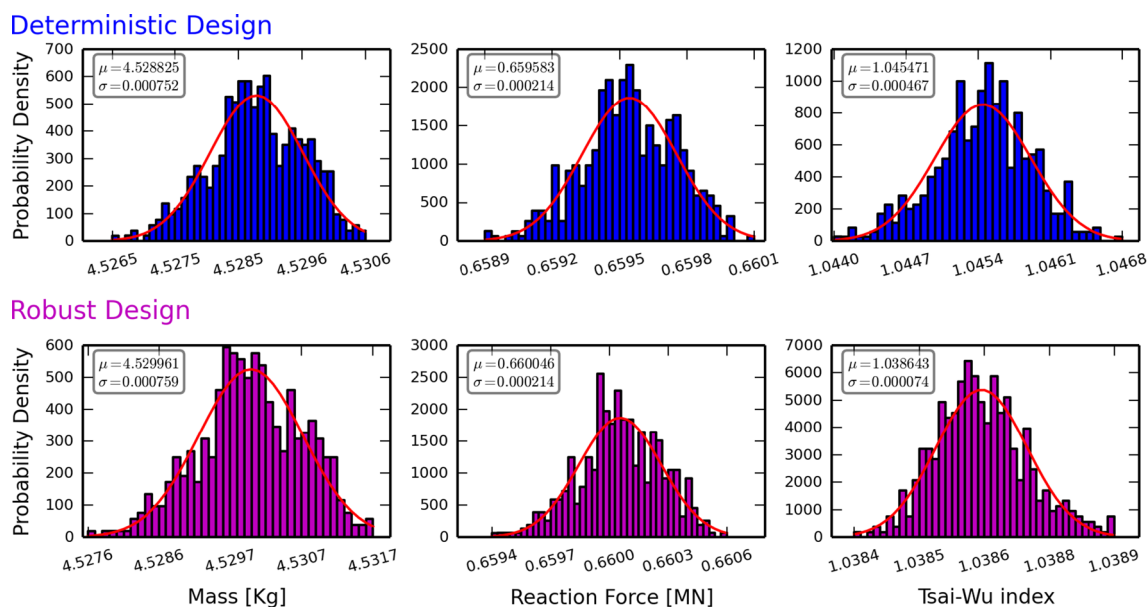 Deterministic Design
Probability Density
700
600
500
400
300
200
100
0
μ=4.528825
σ=0.000752
4.5265 4.5275 4.5285 4.5296 4.5306
2500
2000
1500
1000
500
0
μ=0.659583
σ=0.000214
0.6589 0.6592 0.6595 0.6598 0.6601
1200
1000
800
600
400
200
0
μ=1.045471
σ=0.000467
1.0440 1.0447 1.0454 1.0461 1.0468
Robust Design
Probability Density
600
500
400
300
200
100
0
μ=4.529961
σ=0.000759
4.5276 4.5286 4.5297 4.5307 4.5317
Mass [Kg]
3000
2500
2000
1500
1000
500
0
μ=0.660046
σ=0.000214
0.6594 0.6597 0.6600 0.6603 0.6606
Reaction Force [MN]
7000
6000
5000
4000
3000
2000
1000
0
μ=1.038643
σ=0.000074
1.0384 1.0385 1.0386 1.0388 1.0389
Tsai-Wu index